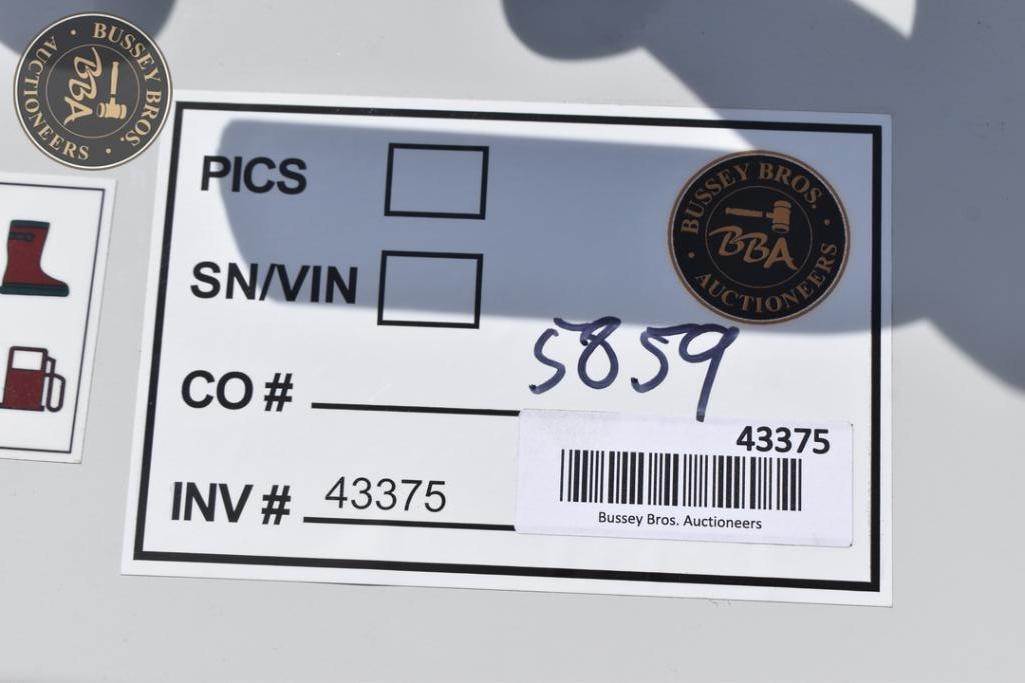 BUSSEY BROS.
AUCTIONEERS
BBA
PICS
BUSSEY BROS.
BBA
AUCTIONEERS
SN/VIN
5859
CO #
43375
INV # 43375
Bussey Bros. Auctioneers